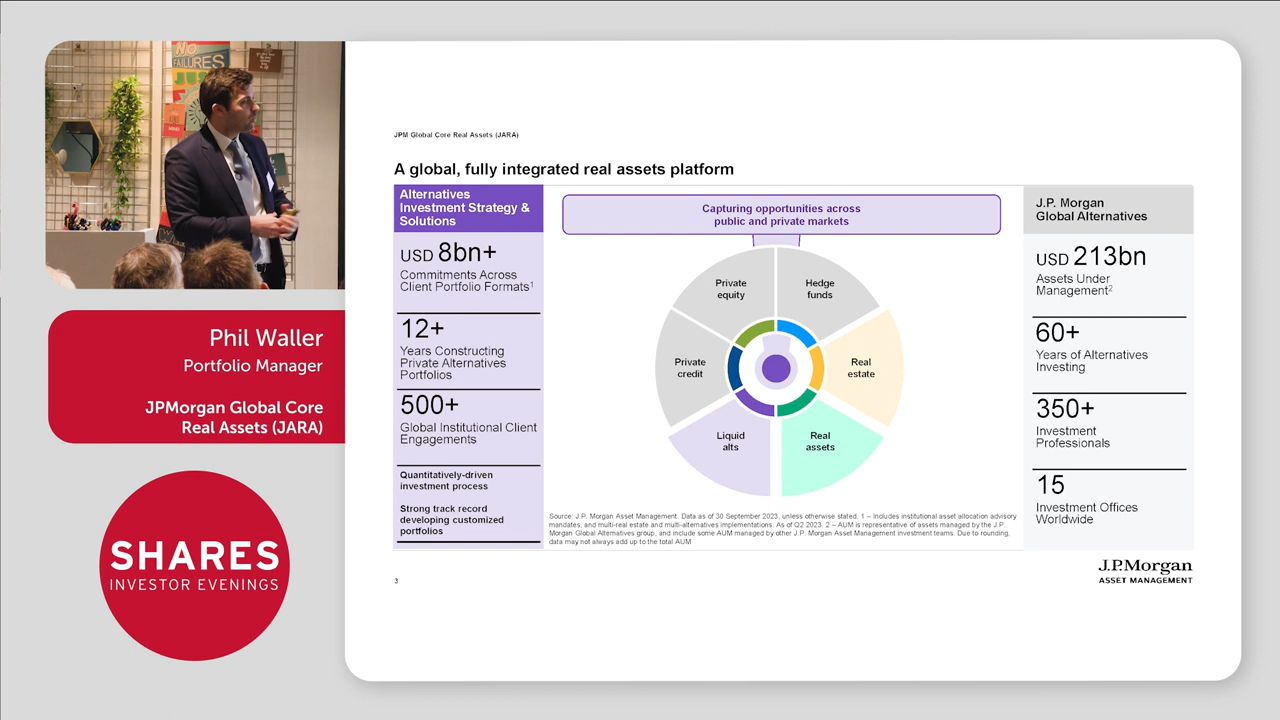 NO
FAILURES
JUS
Phil Waller
Portfolio Manager
JPMorgan Global Core
Real Assets (JARA)
SHARES
INVESTOR EVENINGS
JPM Global Core Real Assets (JARA)
A global, fully integrated real assets platform
Alternatives
Investment Strategy &
Solutions
USD 8bn+
Commitments Across
Client Portfolio Formats1
12+
Years Constructing
Private Alternatives
Portfolios
500+
Global Institutional Client
Engagements
Quantitatively-driven
investment process
Strong track record
developing customized
portfolios
Capturing opportunities across
public and private markets
Private
equity
Hedge
funds
Private
credit
Real
estate
Liquid
alts
Real
assets
Source: J.P. Morgan Asset Management. Data as of 30 September 2023, unless otherwise stated. 1 – Includes institutional asset allocation advisory
mandates, and multi-real estate and multi-alternatives implementations. As of Q2 2023. 2 – AUM is representative of assets managed by the J.P.
Morgan Global Alternatives group, and include some AUM managed by other J.P. Morgan Asset Management investment teams. Due to rounding,
data may not always add up to the total AUM
J.P. Morgan
Global Alternatives
USD 213bn
Assets Under
Management2
60+
Years of Alternatives
Investing
350+
Investment
Professionals
15
Investment Offices
Worldwide
3
J.P.Morgan
ASSET MANAGEMENT